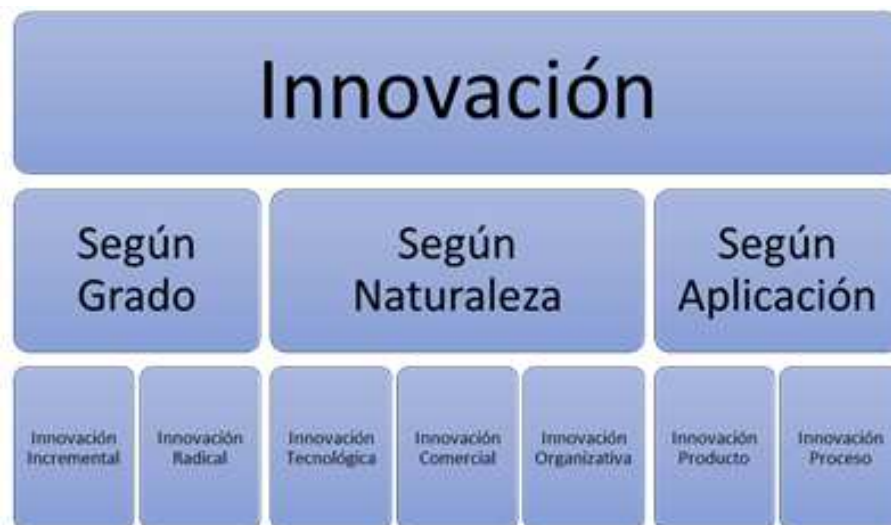 Innovación
Según
Grado
Según
Naturaleza
Según
Aplicación
Innovación
Incremental
Innovación
Radical
Innovación
Tecnológica
Innovación
Comercial
Innovación
Organizativa
Innovación
Producto
Innovación
Proceso